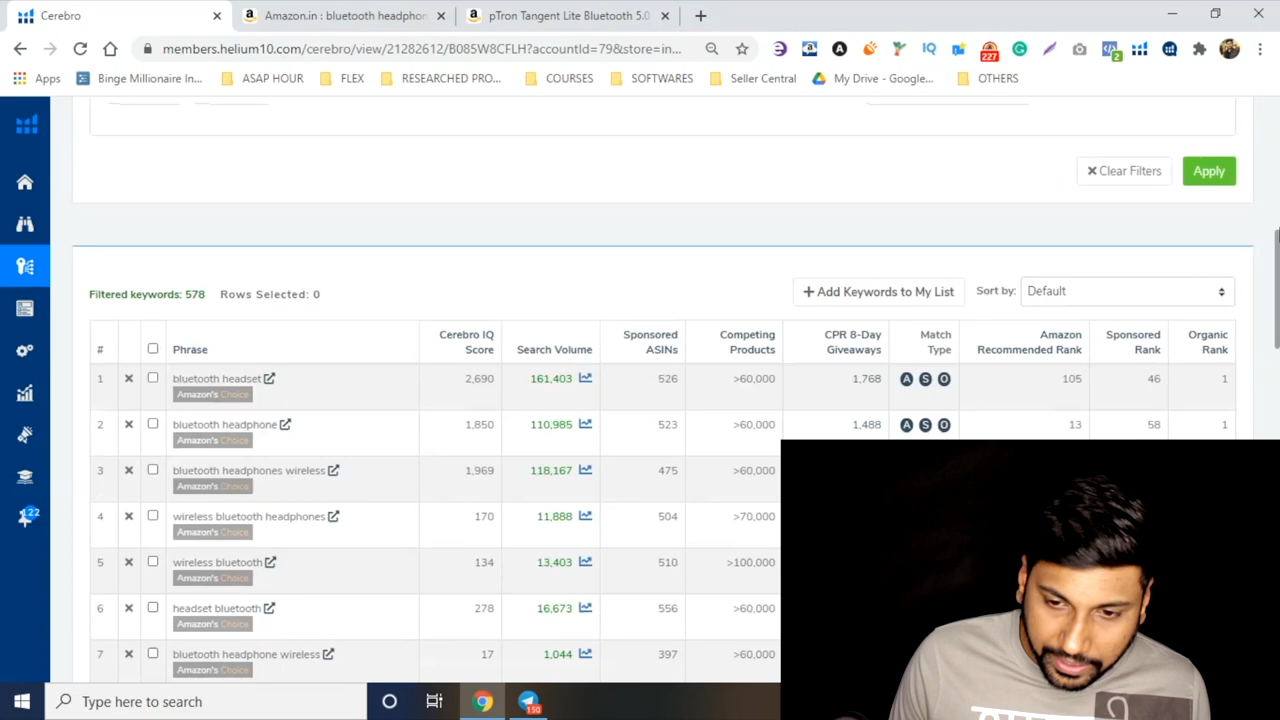 Cerebro
Amazon.in : bluetooth headphon
pTron Tangent Lite Bluetooth 5.0
members.helium10.com/cerebro/view/21282612/B085W8CFLH?accountId=79&store=in...
IQ
227
2
Apps
Binge Millionaire In...
ASAP HOUR
FLEX
RESEARCHED PRO...
COURSES
SOFTWARES
Seller Central
My Drive - Google...
OTHERS
Clear Filters
Apply
Filtered keywords: 578
Rows Selected: 0
+ Add Keywords to My List
Sort by:
Default
# Phrase Cerebro IQ Score Search Volume Sponsored ASINs Competing Products CPR 8-Day Giveaways Match Type Amazon Recommended Rank Sponsored Rank Organic Rank
1 bluetooth headset 2,690 161,403 526 >60,000 1,768 A S O 105 46 1
Amazon's Choice
2 bluetooth headphone 1,850 110,985 523 >60,000 1,488 A S O 13 58 1
Amazon's Choice
3 bluetooth headphones wireless 1,969 118,167 475 >60,000
Amazon's Choice
4 wireless bluetooth headphones 170 11,888 504 >70,000
Amazon's Choice
5 wireless bluetooth 134 13,403 510 >100,000
Amazon's Choice
6 headset bluetooth 278 16,673 556 >60,000
Amazon's Choice
7 bluetooth headphone wireless 17 1,044 397 >60,000
Amazon's Choice
122
Type here to search
150